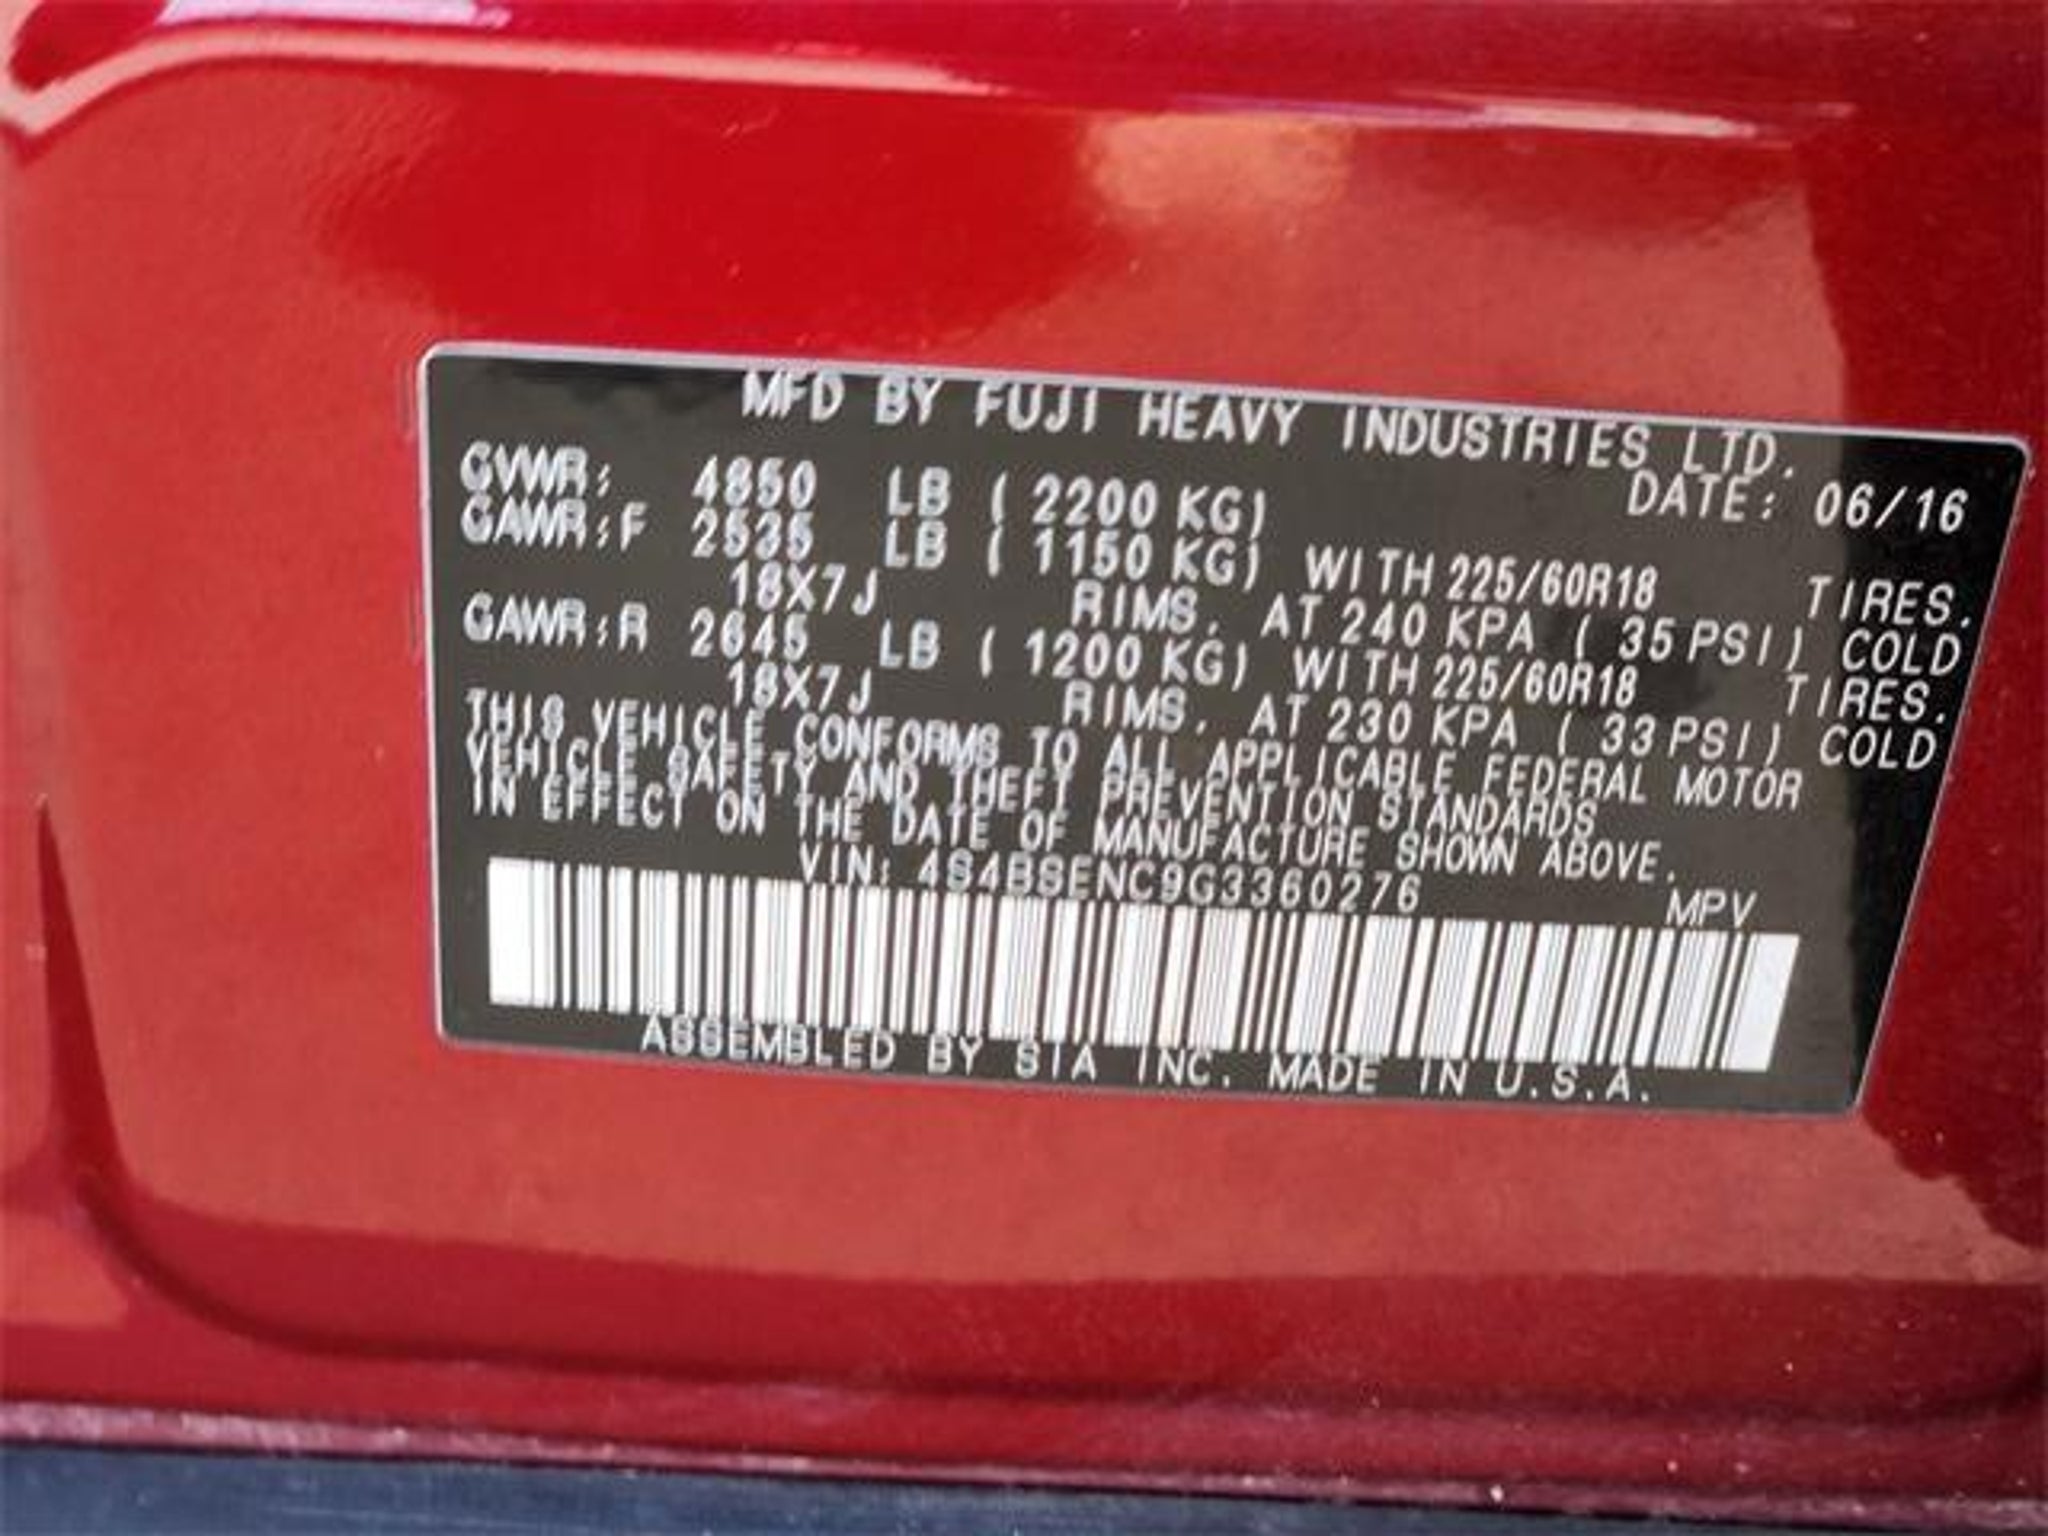 MFD BY FUJI HEAVY INDUSTRIES LTD.
GVWR: 4850 LB ( 2200 KG) DATE: 06/16
GAWR:F 2535 LB ( 1150 KG) WITH 225/60R18 TIRES.
18X7J RIMS. AT 240 KPA ( 35 PSI) COLD
GAWR:R 2645 LB ( 1200 KG) WITH 225/60R18 TIRES.
18X7J RIMS. AT 230 KPA ( 33 PSI) COLD
THIS VEHICLE CONFORMS TO ALL APPLICABLE FEDERAL MOTOR
VEHICLE SAFETY AND THEFT PREVENTION STANDARDS
IN EFFECT ON THE DATE OF MANUFACTURE SHOWN ABOVE.
VIN: 4S4BSENC9G3360276 MPV
ASSEMBLED BY SIA INC. MADE IN U.S.A.